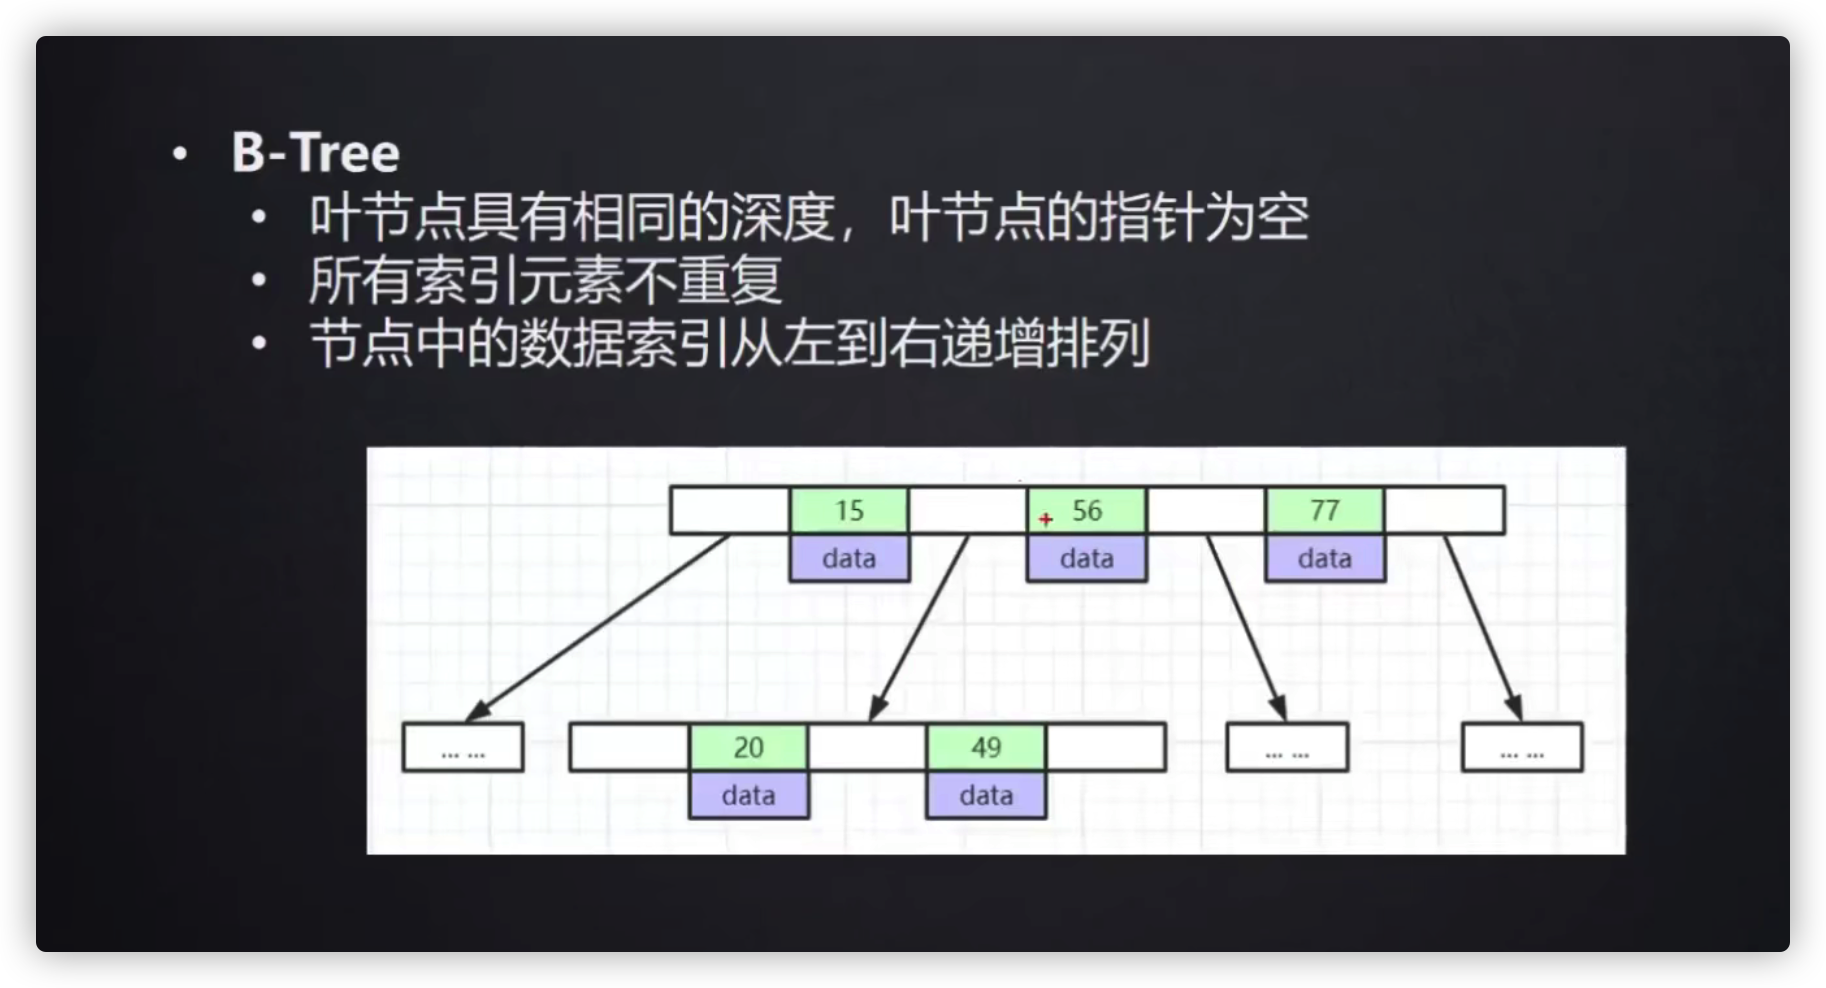 B-Tree
叶节点具有相同的深度，叶节点的指针为空
所有索引元素不重复
节点中的数据索引从左到右递增排列
15 56 77
data data data
... ... 20 49 ... ... ... ...
data data